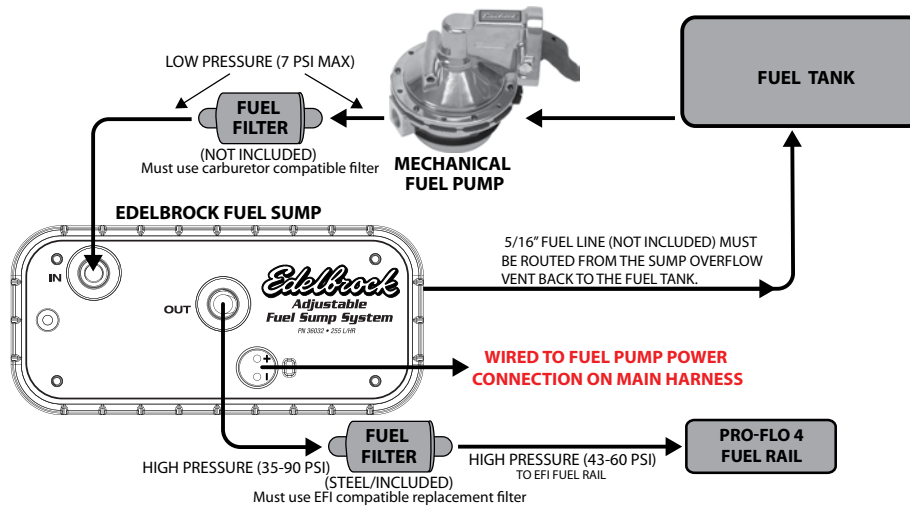 LOW PRESSURE (7 PSI MAX)
FUEL
FILTER
(NOT INCLUDED)
Must use carburetor compatible filter
MECHANICAL
FUEL PUMP
FUEL TANK
EDELBROCK FUEL SUMP
IN
OUT
Edelbrock
Adjustable
Fuel Sump System
PN 36032 • 255 L/HR
+
-
5/16" FUEL LINE (NOT INCLUDED) MUST
BE ROUTED FROM THE SUMP OVERFLOW
VENT BACK TO THE FUEL TANK.
WIRED TO FUEL PUMP POWER
CONNECTION ON MAIN HARNESS
HIGH PRESSURE (35-90 PSI)
FUEL
FILTER
(STEEL/INCLUDED)
Must use EFI compatible replacement filter
HIGH PRESSURE (43-60 PSI)
TO EFI FUEL RAIL
PRO-FLO 4
FUEL RAIL